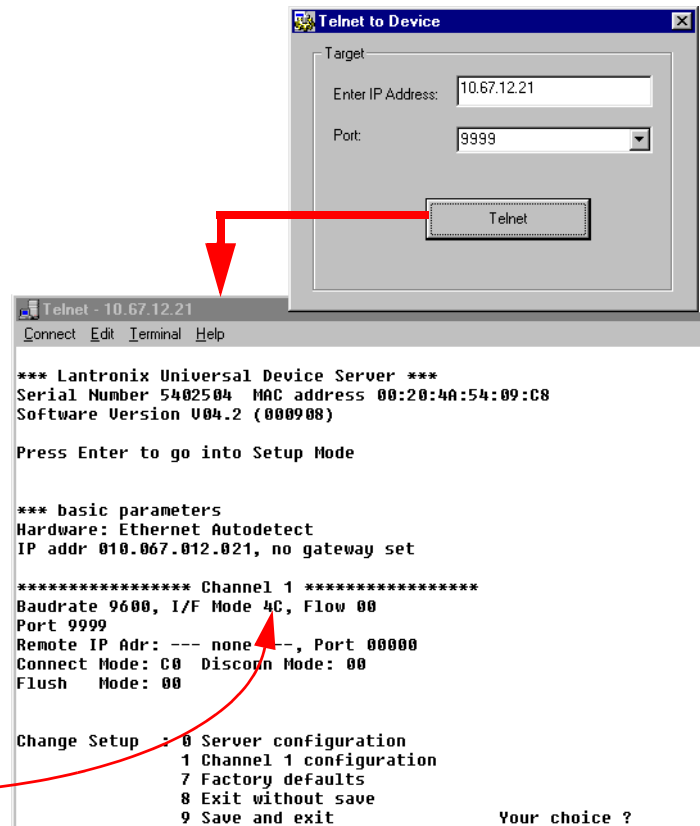 Telnet to Device
Target
Enter IP Address: 10.67.12.21
Port: 9999
Telnet
Telnet - 10.67.12.21
Connect Edit Terminal Help
*** Lantronix Universal Device Server ***
Serial Number 5402504 MAC address 00:20:4A:54:09:C8
Software Version V04.2 (000908)
Press Enter to go into Setup Mode
*** basic parameters
Hardware: Ethernet Autodetect
IP addr 010.067.012.021, no gateway set
***************** Channel 1 *****************
Baudrate 9600, I/F Mode 4C, Flow 00
Port 9999
Remote IP Adr: --- none ---, Port 00000
Connect Mode: C0 Disconn Mode: 00
Flush Mode: 00
Change Setup : 0 Server configuration
1 Channel 1 configuration
7 Factory defaults
8 Exit without save
9 Save and exit Your choice ?